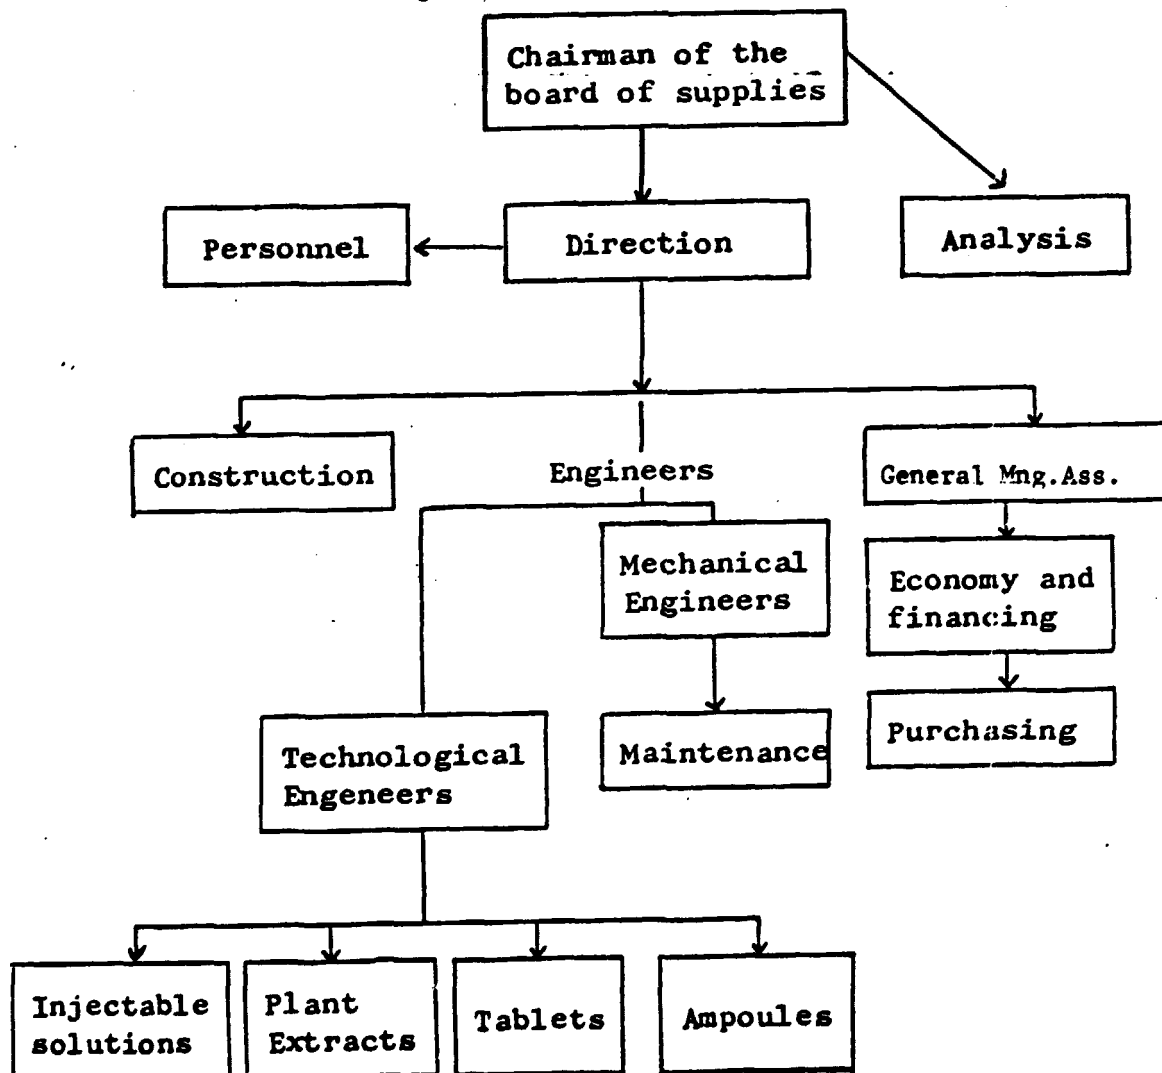 Chairman of the
board of supplies
Personnel
Direction
Analysis
Construction
Engineers
General Mng.Ass.
Mechanical
Engineers
Economy and
financing
Technological
Engeneers
Maintenance
Purchasing
Injectable
solutions
Plant
Extracts
Tablets
Ampoules